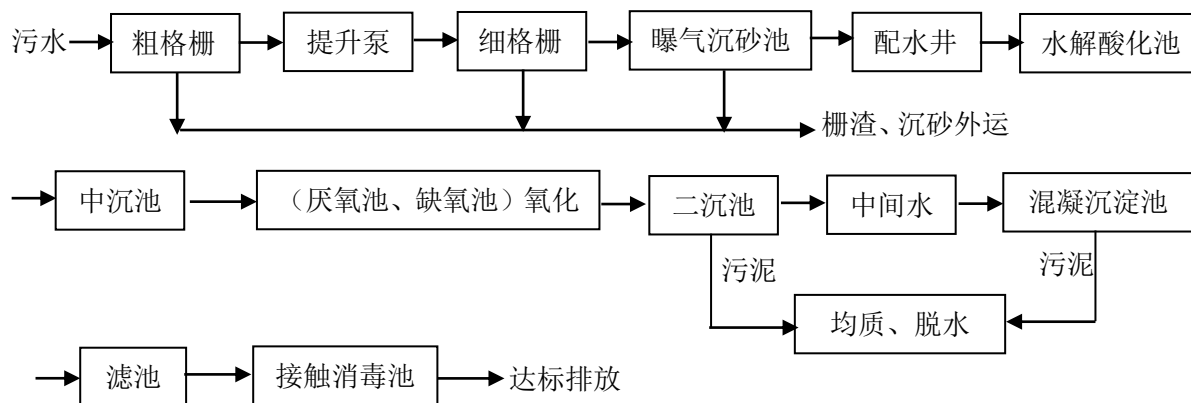 污水 粗格栅 提升泵 细格栅 曝气沉砂池 配水井 水解酸化池
栅渣、沉砂外运
中沉池 （厌氧池、缺氧池）氧化 二沉池 中间水 混凝沉淀池
污泥 污泥
均质、脱水
滤池 接触消毒池 达标排放